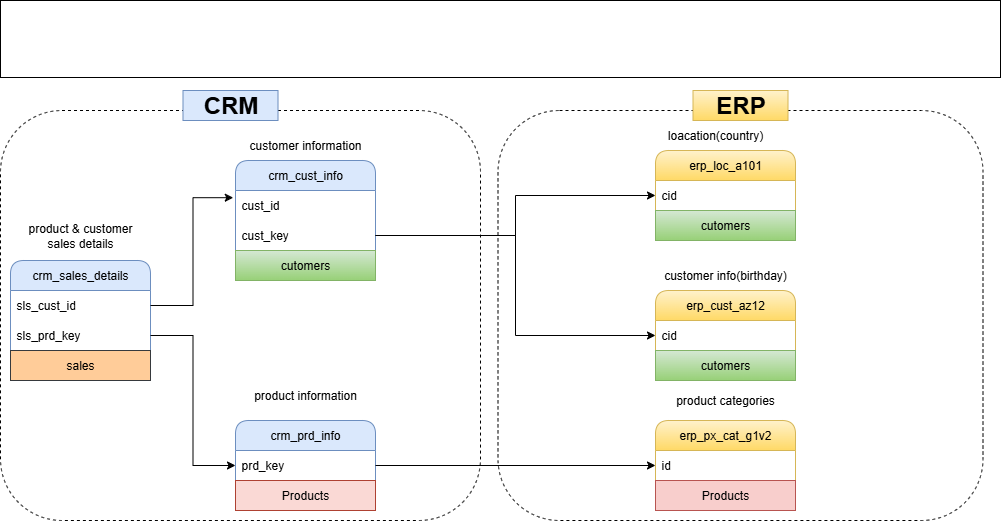 CRM
customer information
crm_cust_info
cust_id
cust_key
cutomers
product & customer
sales details
crm_sales_details
sls_cust_id
sls_prd_key
sales
product information
crm_prd_info
prd_key
Products
ERP
loacation(country)
erp_loc_a101
cid
cutomers
customer info(birthday)
erp_cust_az12
cid
cutomers
product categories
erp_px_cat_g1v2
id
Products